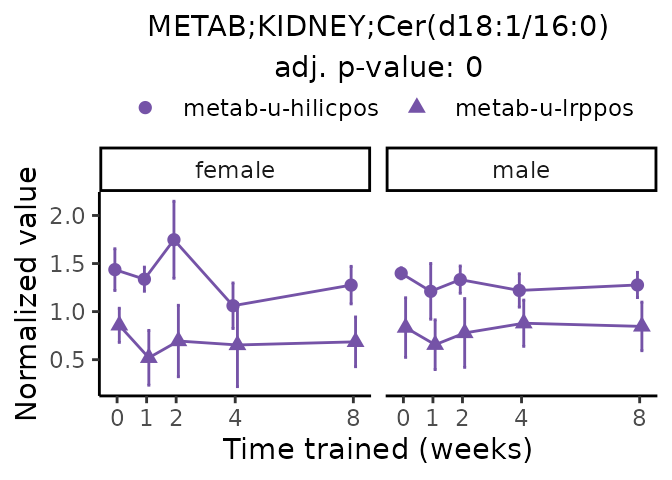 METAB;KIDNEY;Cer(d18:1/16:0)
adj. p-value: 0
metab-u-hilicpos metab-u-lrppos
female male
Normalized value
2.0
1.5
1.0
0.5
0 1 2 4 8 0 1 2 4 8
Time trained (weeks)